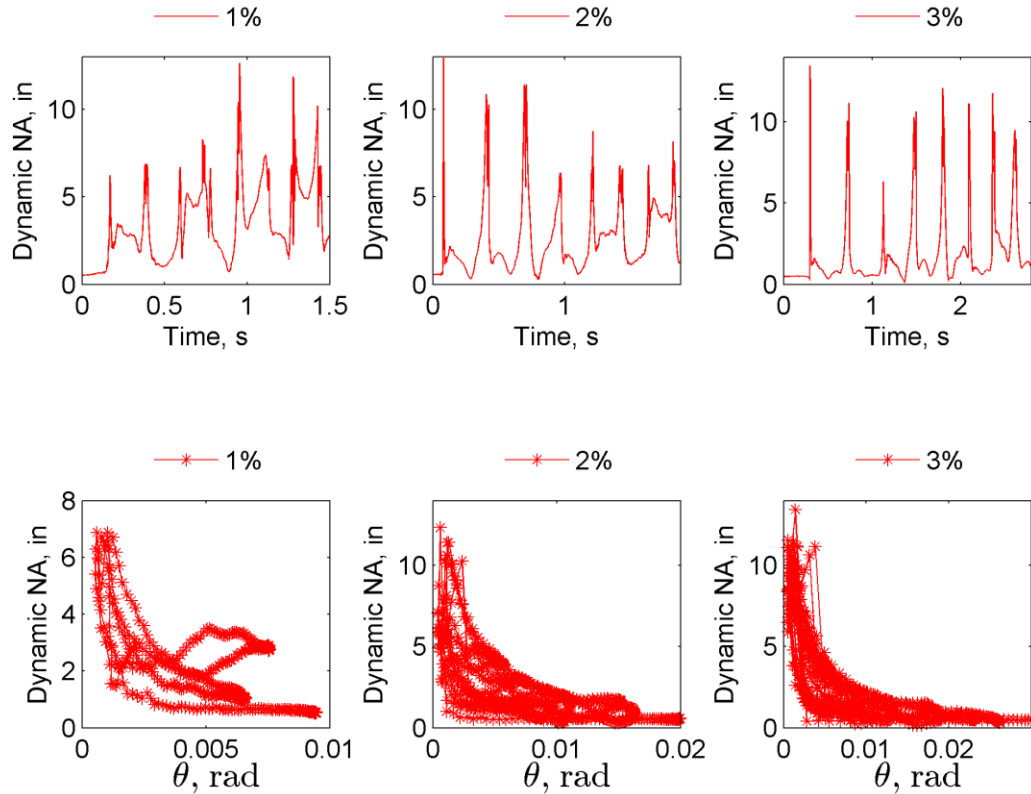 1% 2% 3%
Dynamic NA, in
10
5
0
0 0.5 1 1.5
Time, s
Dynamic NA, in
10
5
0
0 1
Time, s
Dynamic NA, in
10
5
0
0 1 2
Time, s
1% 2% 3%
Dynamic NA, in
8
6
4
2
0
0 0.005 0.01
θ, rad
Dynamic NA, in
10
5
0
0 0.01 0.02
θ, rad
Dynamic NA, in
10
5
0
0 0.01 0.02
θ, rad